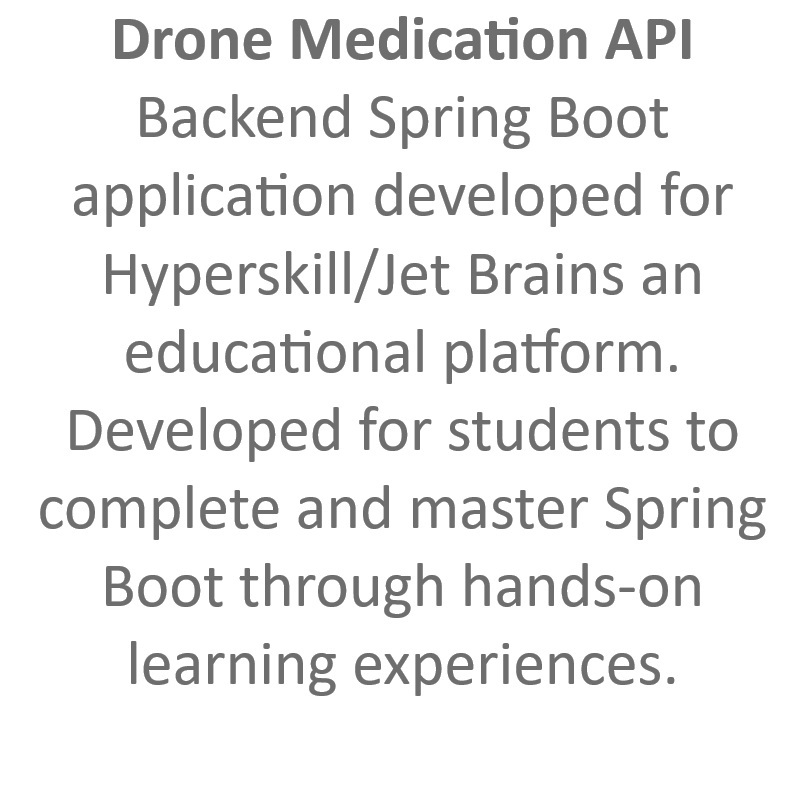 Drone Medication API
Backend Spring Boot
application developed for
Hyperskill/Jet Brains an
educational platform.
Developed for students to
complete and master Spring
Boot through hands-on
learning experiences.